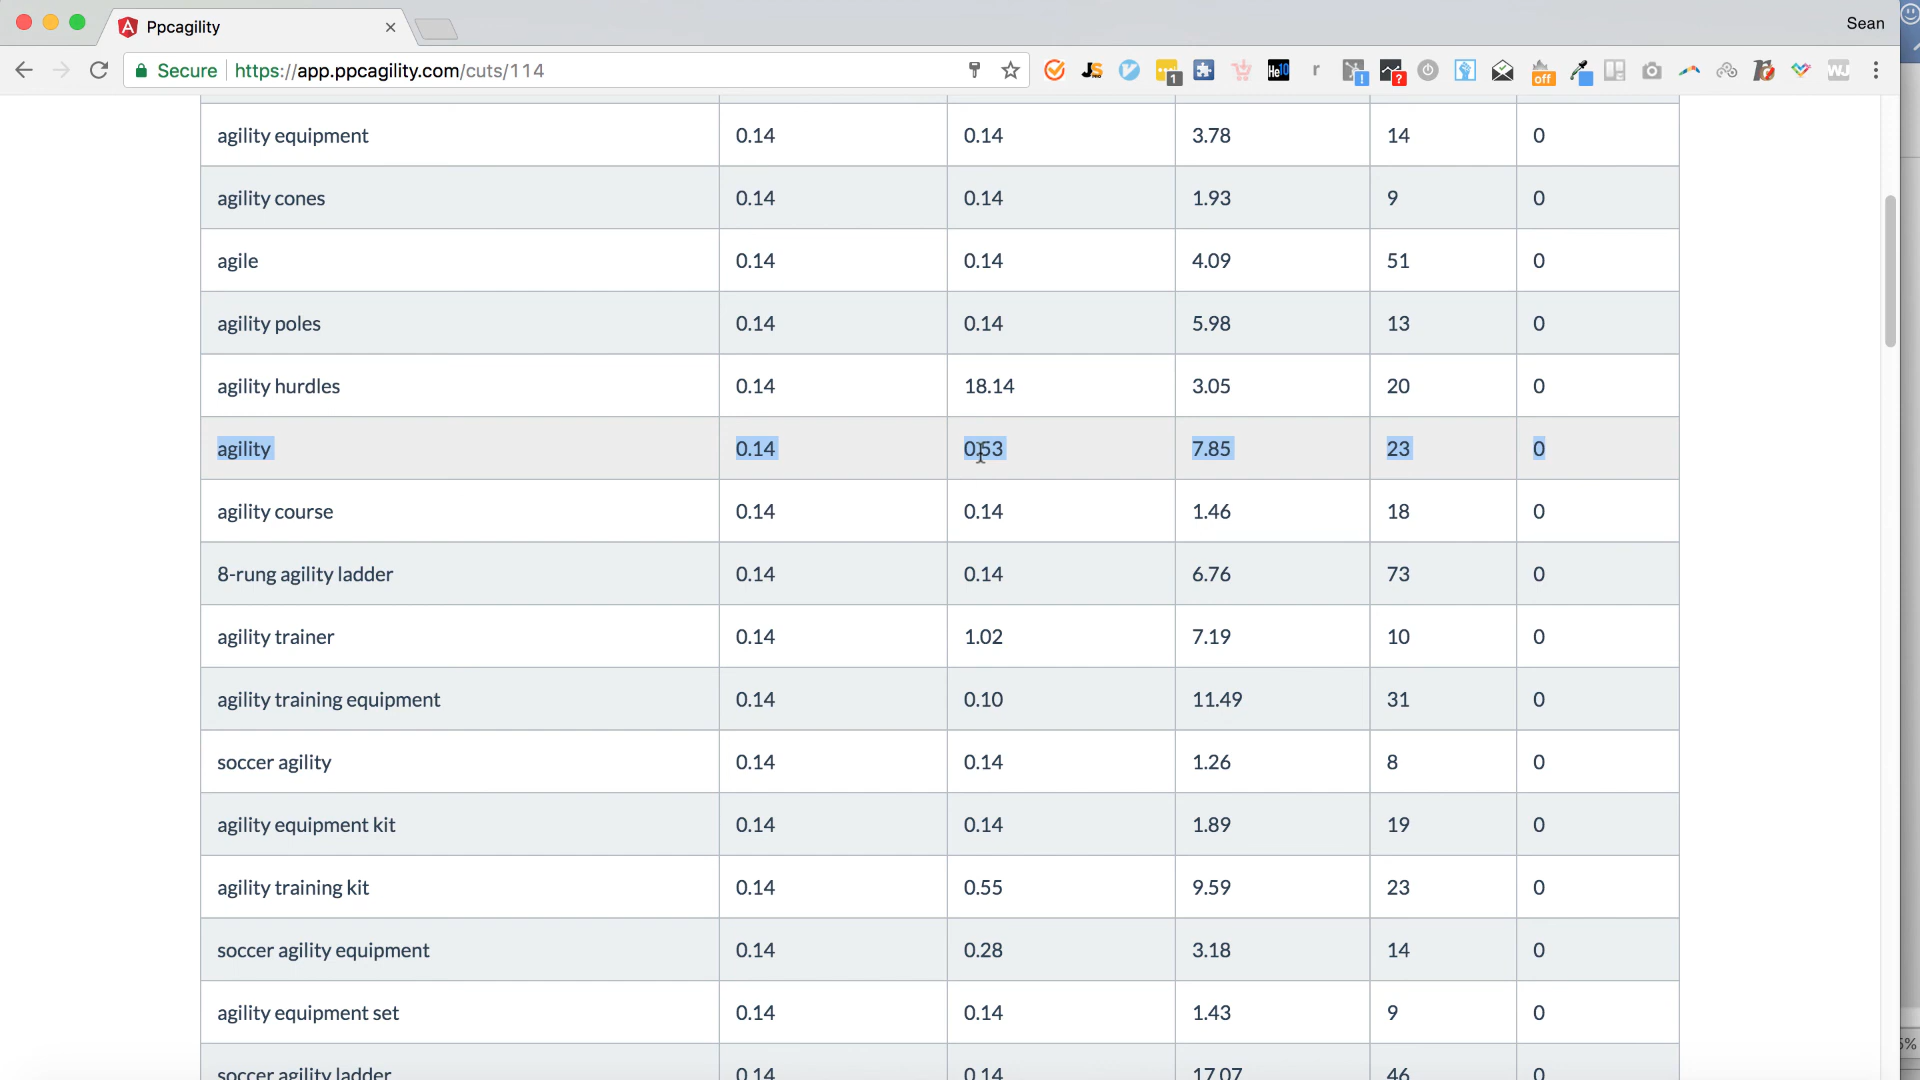 Ppcagility
Sean
Secure https://app.ppcagility.com/cuts/114
1 He10 r ! ? off
agility equipment 0.14 0.14 3.78 14 0
agility cones 0.14 0.14 1.93 9 0
agile 0.14 0.14 4.09 51 0
agility poles 0.14 0.14 5.98 13 0
agility hurdles 0.14 18.14 3.05 20 0
agility 0.14 0.53 7.85 23 0
agility course 0.14 0.14 1.46 18 0
8-rung agility ladder 0.14 0.14 6.76 73 0
agility trainer 0.14 1.02 7.19 10 0
agility training equipment 0.14 0.10 11.49 31 0
soccer agility 0.14 0.14 1.26 8 0
agility equipment kit 0.14 0.14 1.89 19 0
agility training kit 0.14 0.55 9.59 23 0
soccer agility equipment 0.14 0.28 3.18 14 0
agility equipment set 0.14 0.14 1.43 9 0
soccer agility ladder 0.14 0.14 17.07 46 0